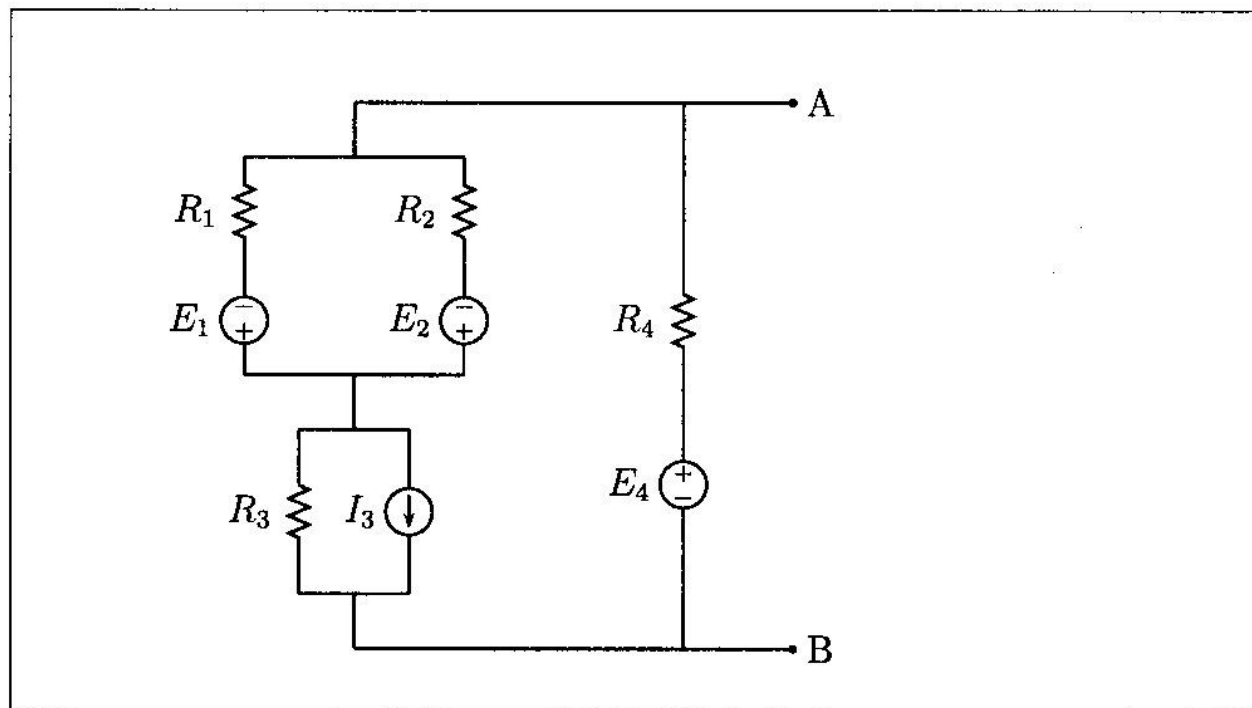 A
R₁ R₂
E₁ − + E₂ − + R₄
R₃ I₃ E₄ + −
B